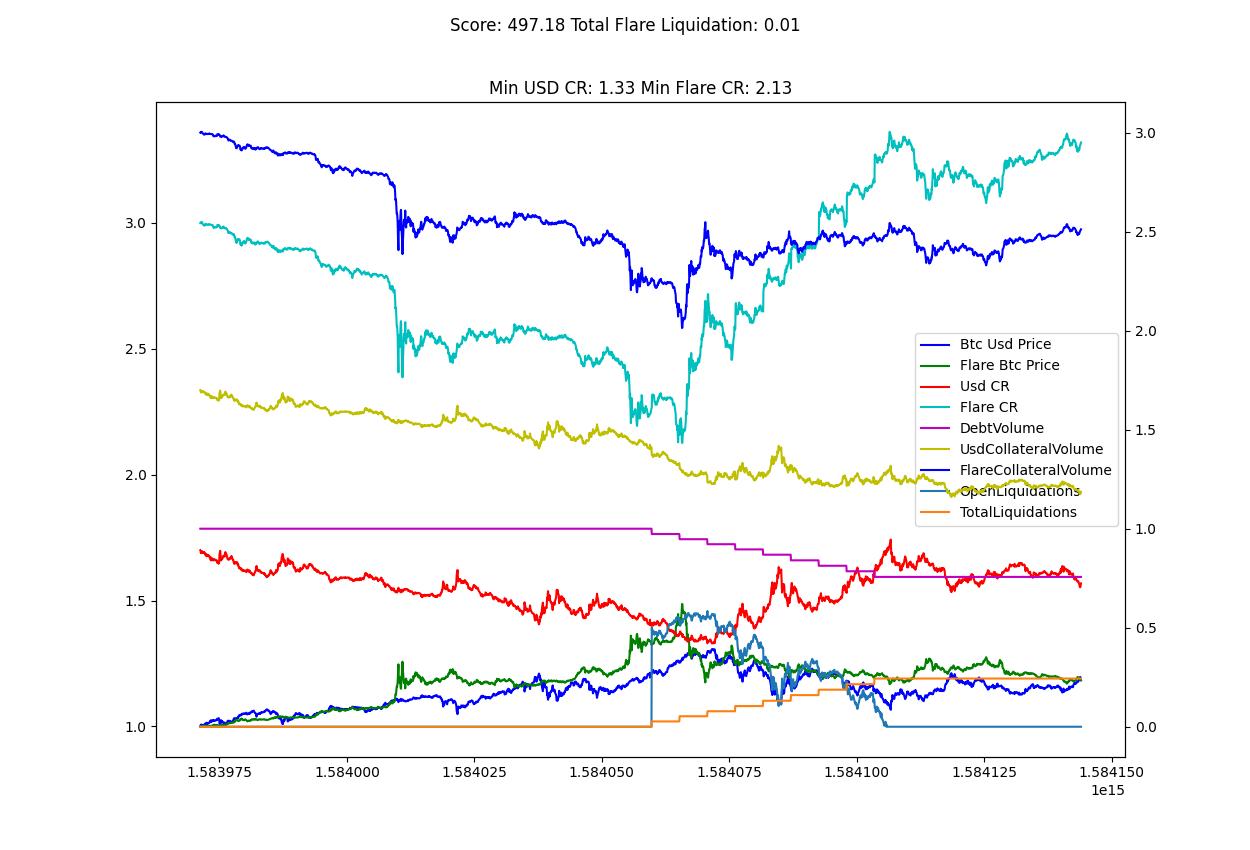 Score: 497.18 Total Flare Liquidation: 0.01
Min USD CR: 1.33 Min Flare CR: 2.13
3.0
2.5
2.0
1.5
1.0
3.0
2.5
2.0
1.5
1.0
0.5
0.0
Btc Usd Price
Flare Btc Price
Usd CR
Flare CR
DebtVolume
UsdCollateralVolume
FlareCollateralVolume
OpenLiquidations
TotalLiquidations
1.583975 1.584000 1.584025 1.584050 1.584075 1.584100 1.584125 1.584150
1e15